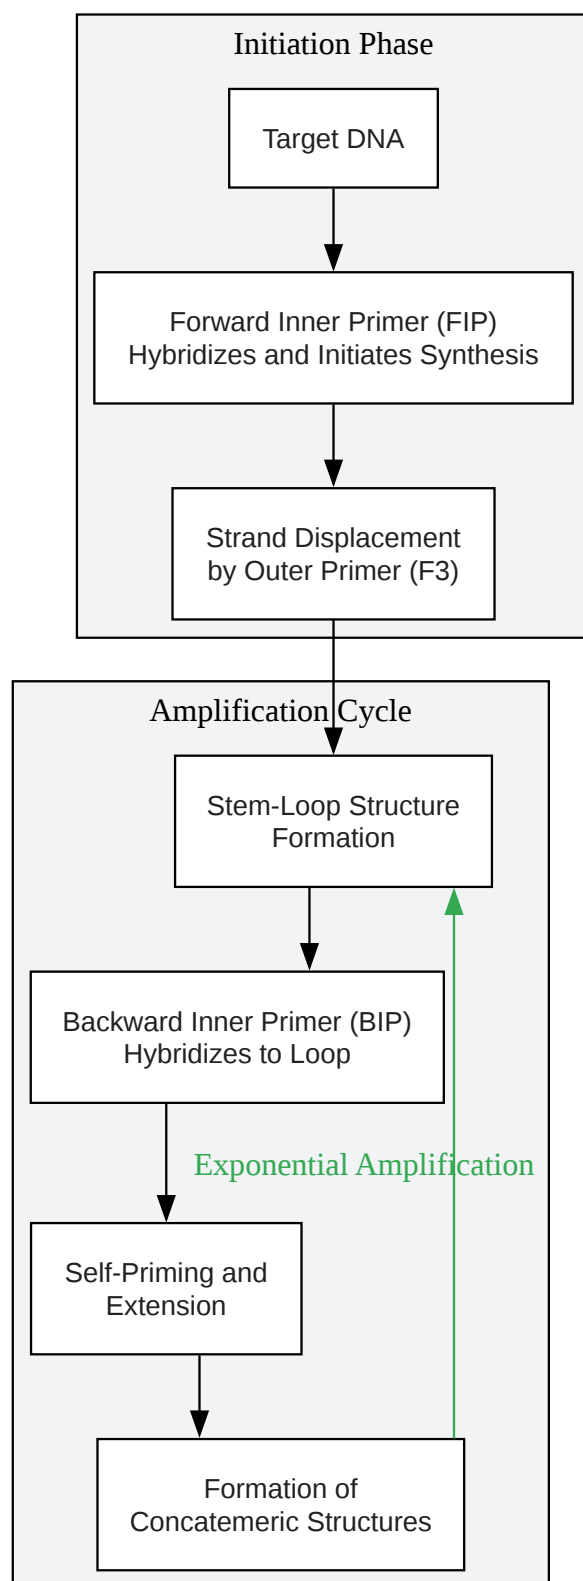 Initiation Phase
Target DNA
Forward Inner Primer (FIP)
Hybridizes and Initiates Synthesis
Strand Displacement
by Outer Primer (F3)
Amplification Cycle
Stem-Loop Structure
Formation
Backward Inner Primer (BIP)
Hybridizes to Loop
Exponential Amplification
Self-Priming and
Extension
Formation of
Concatemeric Structures